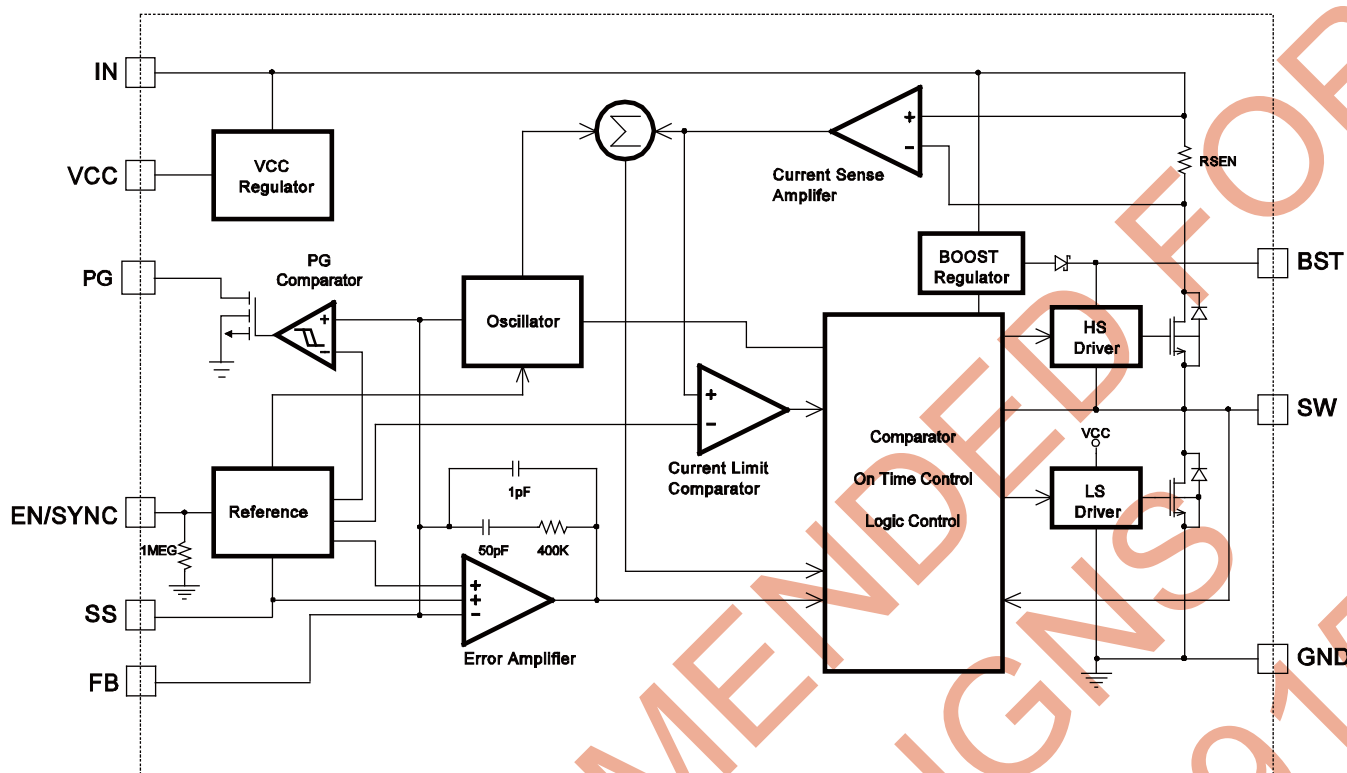 IN
VCC
VCC
Regulator
PG
PG
Comparator
Oscillator
Σ
+
-
Current Sense
Amplifer
RSEN
BOOST
Regulator
BST
HS
Driver
SW
+
-
Current Limit
Comparator
Comparator
On Time Control
Logic Control
VCC
LS
Driver
GND
EN/SYNC
1MEG
Reference
1pF
50pF
400K
SS
FB
+
+
-
Error Amplifier
+
-
MENDED FOR
IGNS